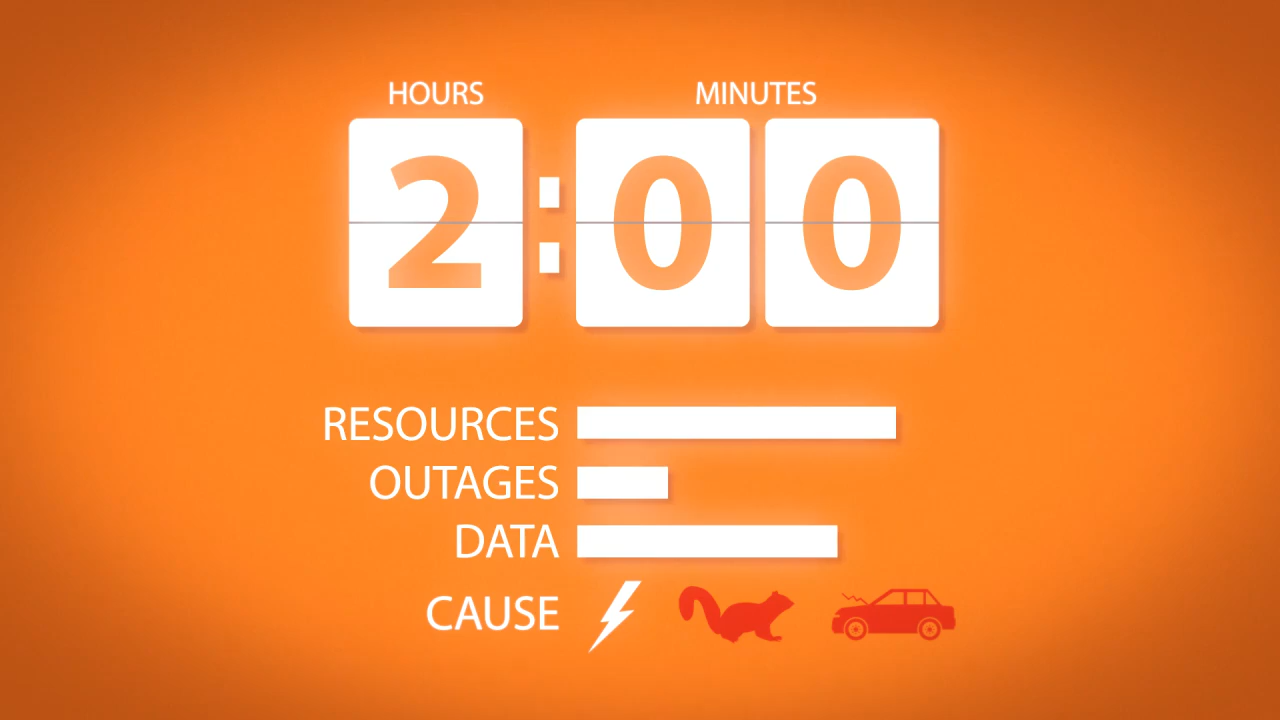 HOURS MINUTES
2:00
RESOURCES
OUTAGES
DATA
CAUSE